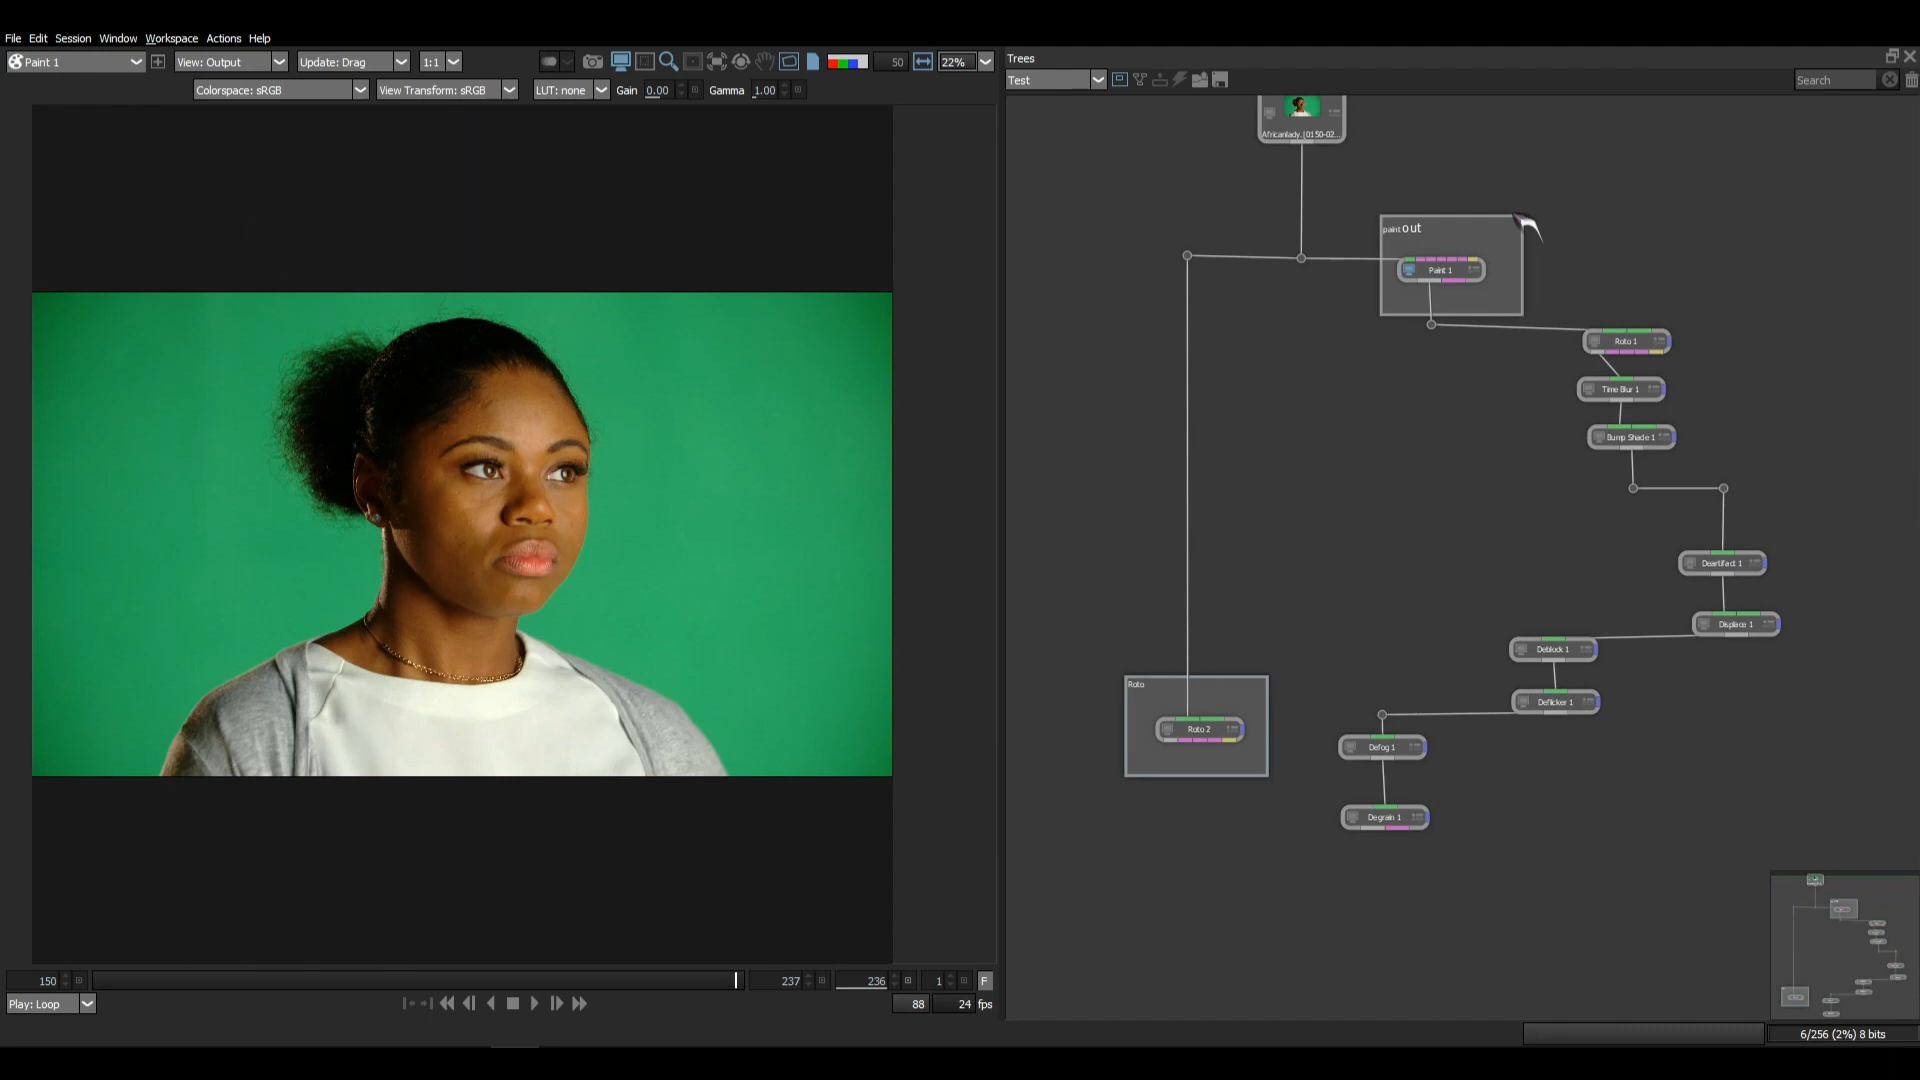 File Edit Session Window Workspace Actions Help
Paint 1 View: Output Update: Drag 1:1 50 22%
Colorspace: sRGB View Transform: sRGB LUT: none Gain 0.00 Gamma 1.00
Trees
Test Search
Africanlady.[0150-02...
paint out
Paint 1
Roto 1
Time Blur 1
Bump Shade 1
Deartifact 1
Displace 1
Deblock 1
Roto
Deflicker 1
Roto 2
Defog 1
Degrain 1
150 237 236 1 F
Play: Loop 88 24 fps
6/256 (2%) 8 bits